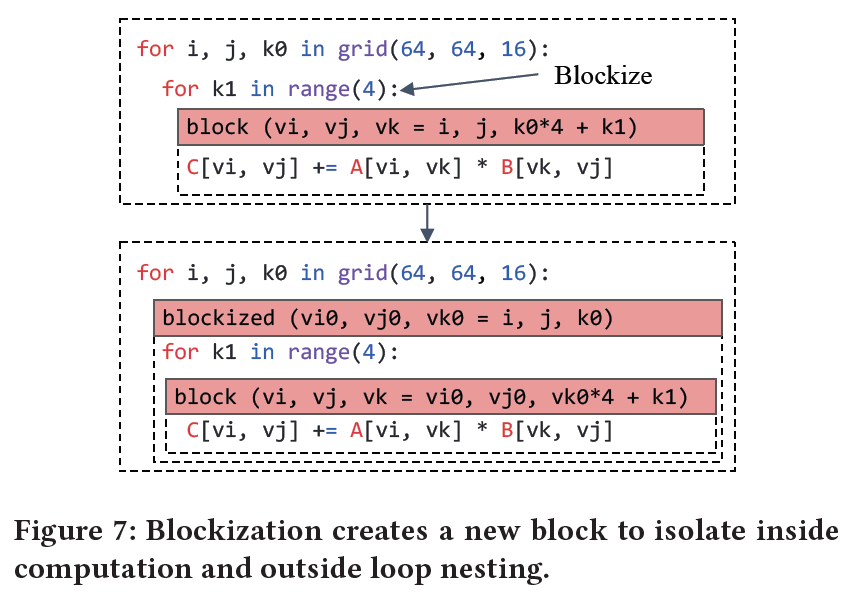 for i, j, k0 in grid(64, 64, 16):
for k1 in range(4):
Blockize
block (vi, vj, vk = i, j, k0*4 + k1)
C[vi, vj] += A[vi, vk] * B[vk, vj]
for i, j, k0 in grid(64, 64, 16):
blockized (vi0, vj0, vk0 = i, j, k0)
for k1 in range(4):
block (vi, vj, vk = vi0, vj0, vk0*4 + k1)
C[vi, vj] += A[vi, vk] * B[vk, vj]
Figure 7: Blockization creates a new block to isolate inside
computation and outside loop nesting.